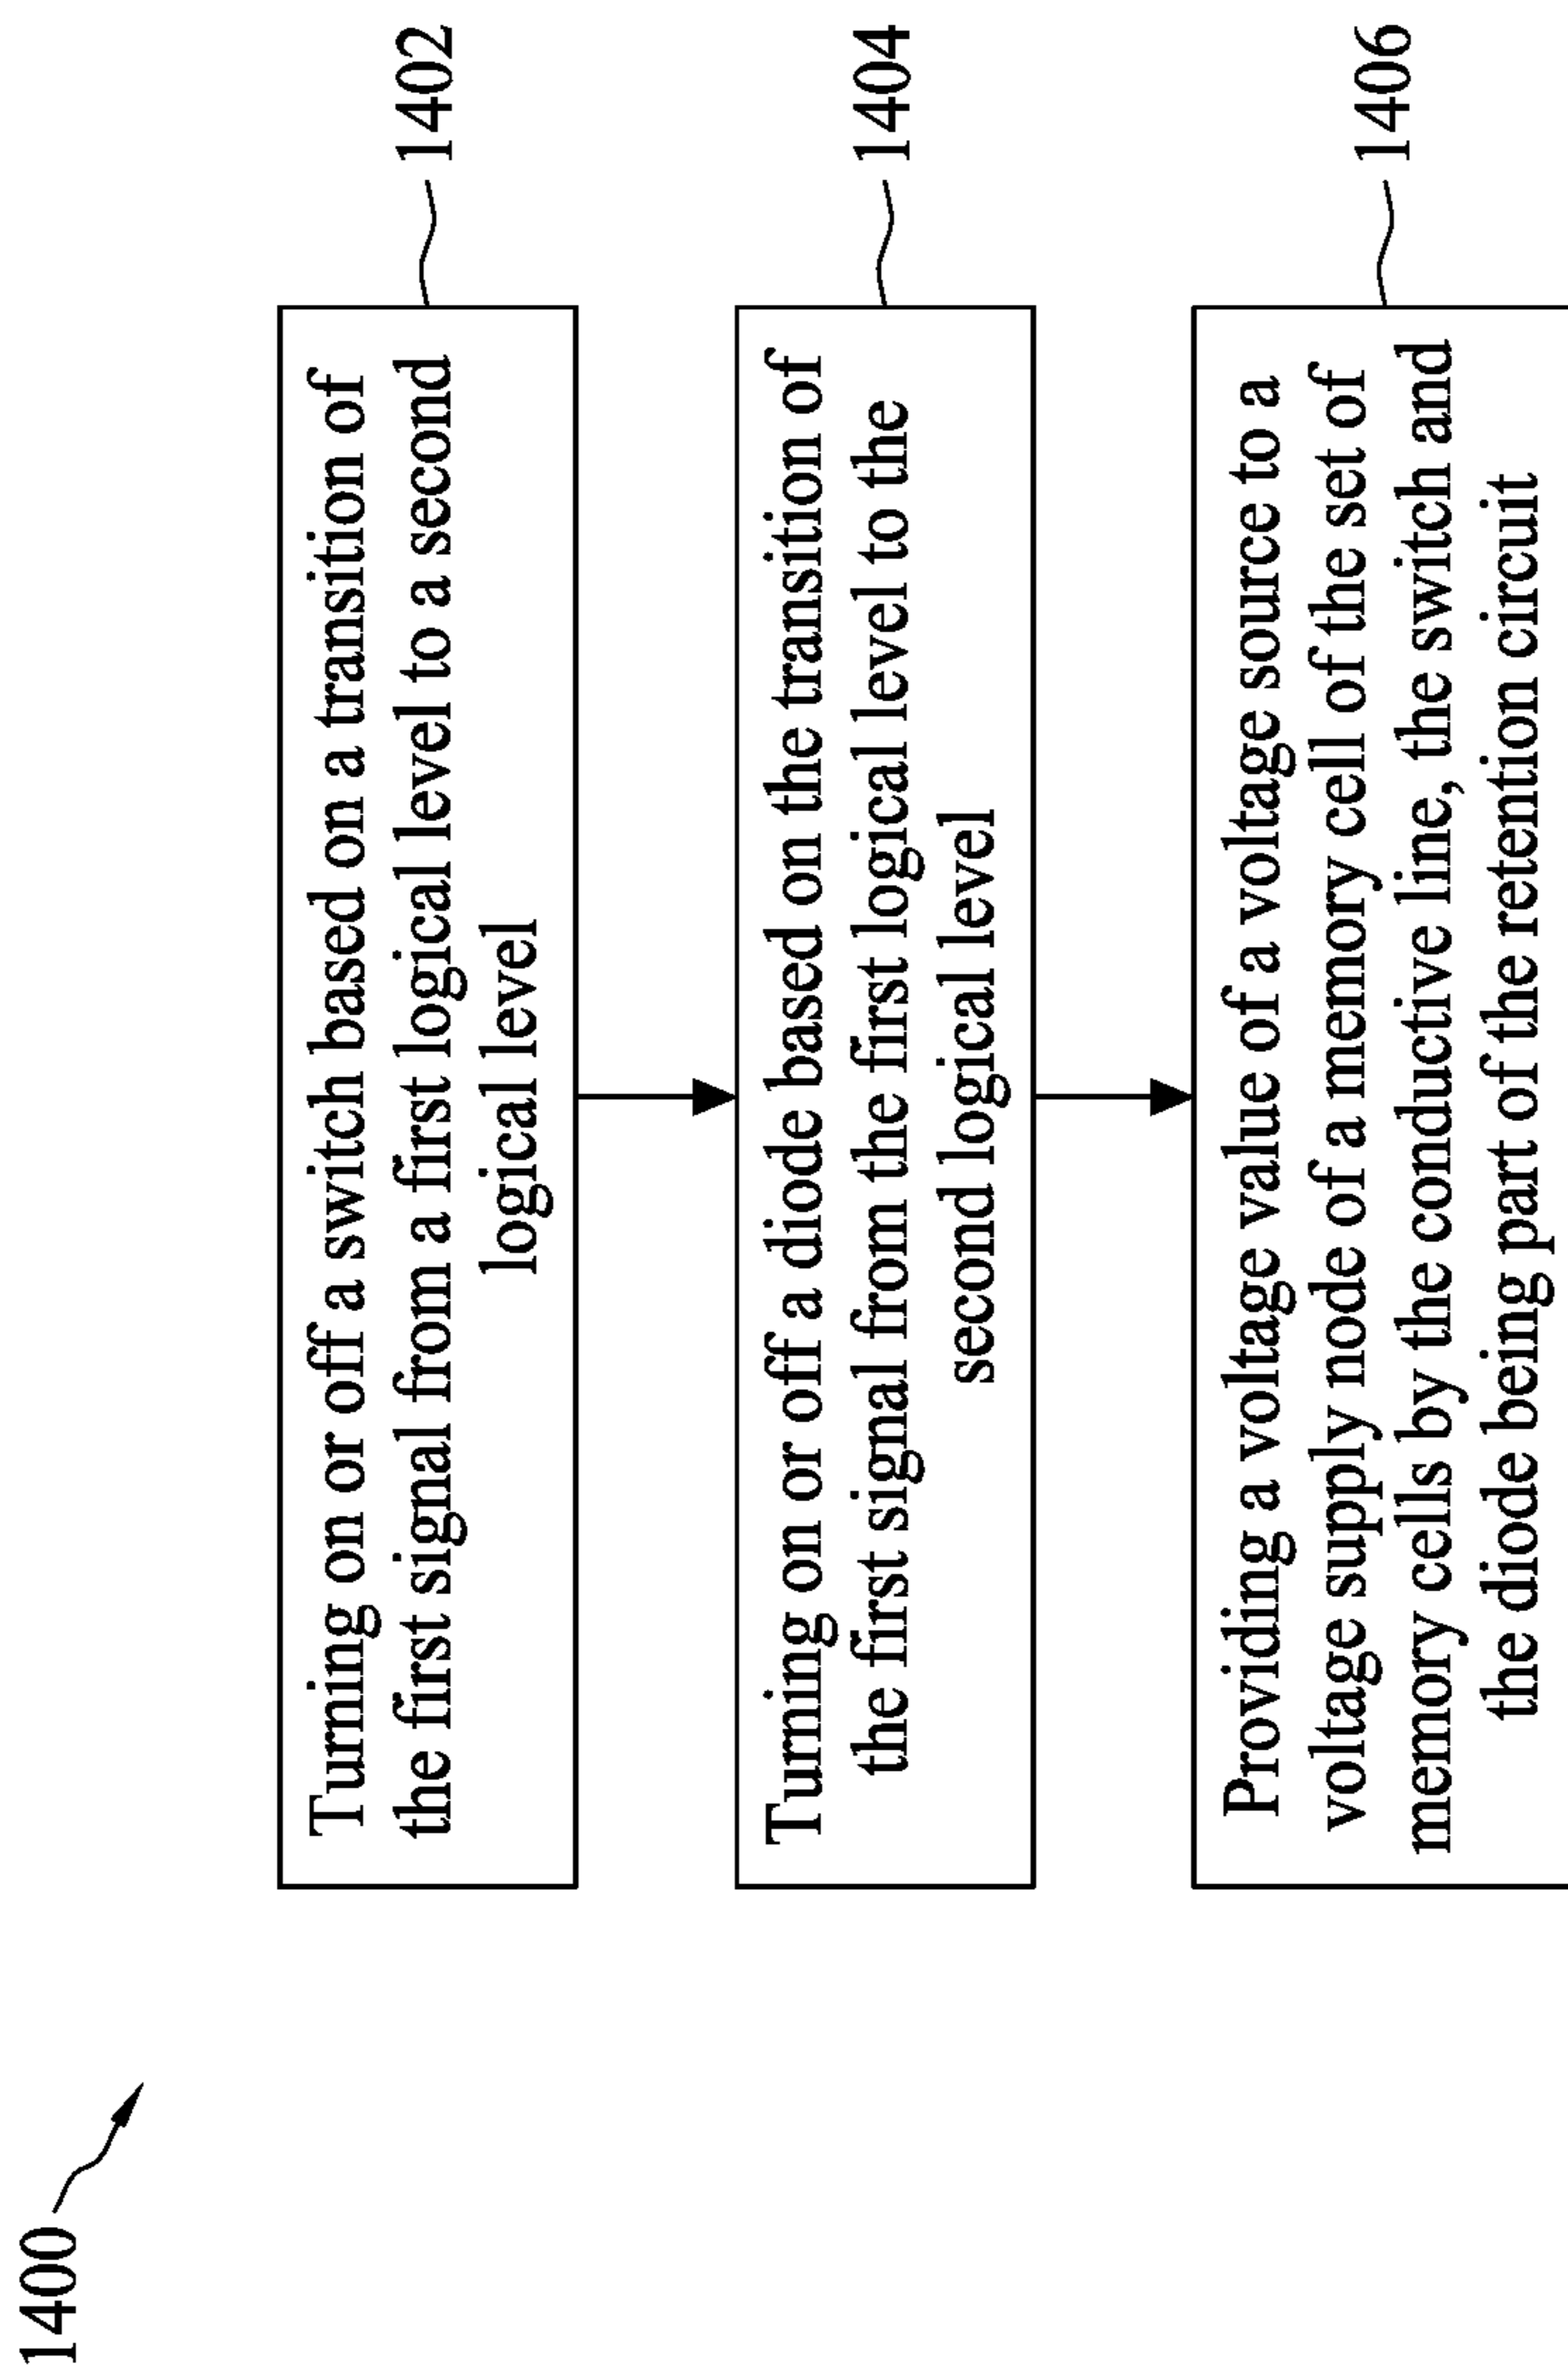 1400
Turning on or off a switch based on a transition of
the first signal from a first logical level to a second
logical level
1402
Turning on or off a diode based on the transition of
the first signal from the first logical level to the
second logical level
1404
Providing a voltage value of a voltage source to a
voltage supply node of a memory cell of the set of
memory cells by the conductive line, the switch and
the diode being part of the retention circuit
1406